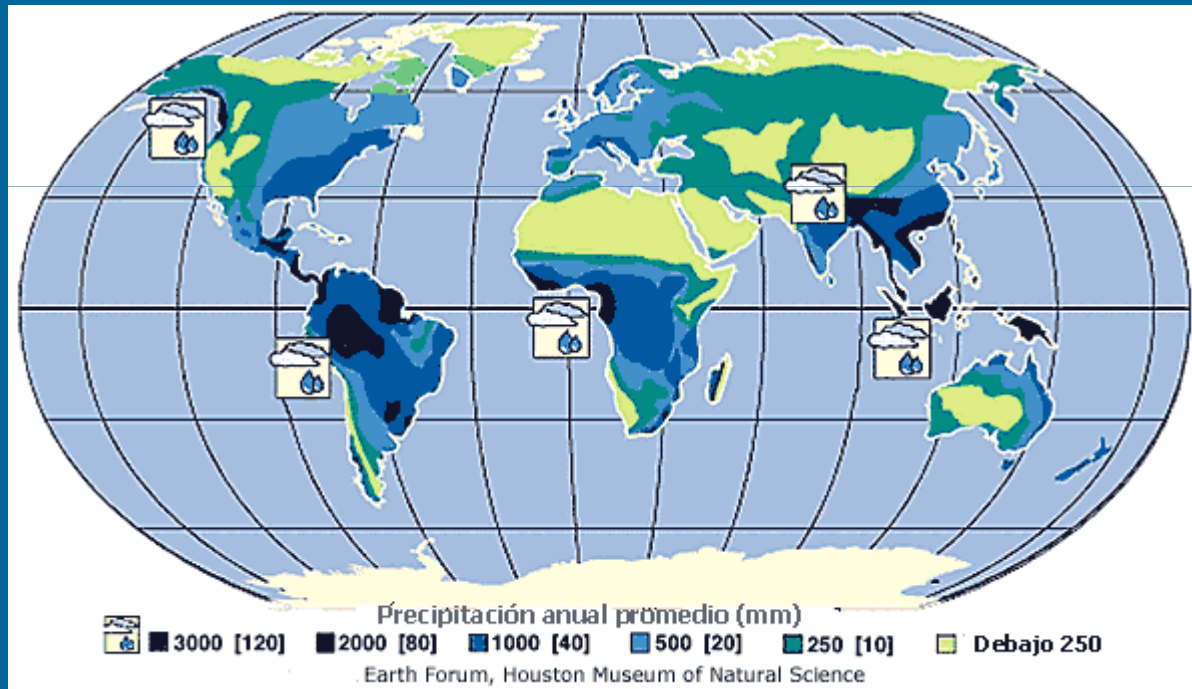 Precipitación anual promedio (mm)
3000 [120] 2000 [80] 1000 [40] 500 [20] 250 [10] Debajo 250
Earth Forum, Houston Museum of Natural Science